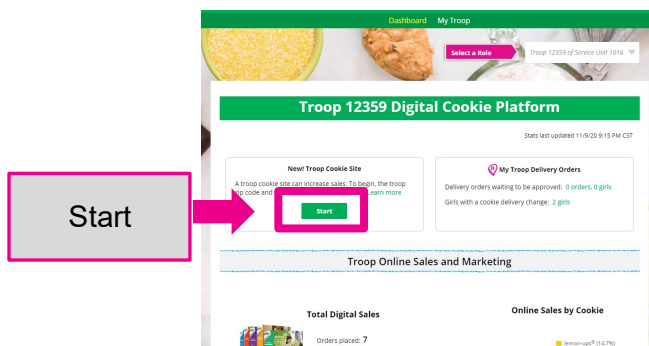 Dashboard My Troop
Select a Role
Troop 12359 of Service Unit 1016
Troop 12359 Digital Cookie Platform
Stats last updated 11/9/20 9:15 PM CST
New! Troop Cookie Site
A troop cookie site can increase sales. To begin, the troop
zip code and
Learn more
Start
My Troop Delivery Orders
Delivery orders waiting to be approved: 0 orders, 0 girls
Girls with a cookie delivery change: 2 girls
Start
Troop Online Sales and Marketing
Total Digital Sales
Orders placed: 7
Online Sales by Cookie
lemon-ups® (14.7%)